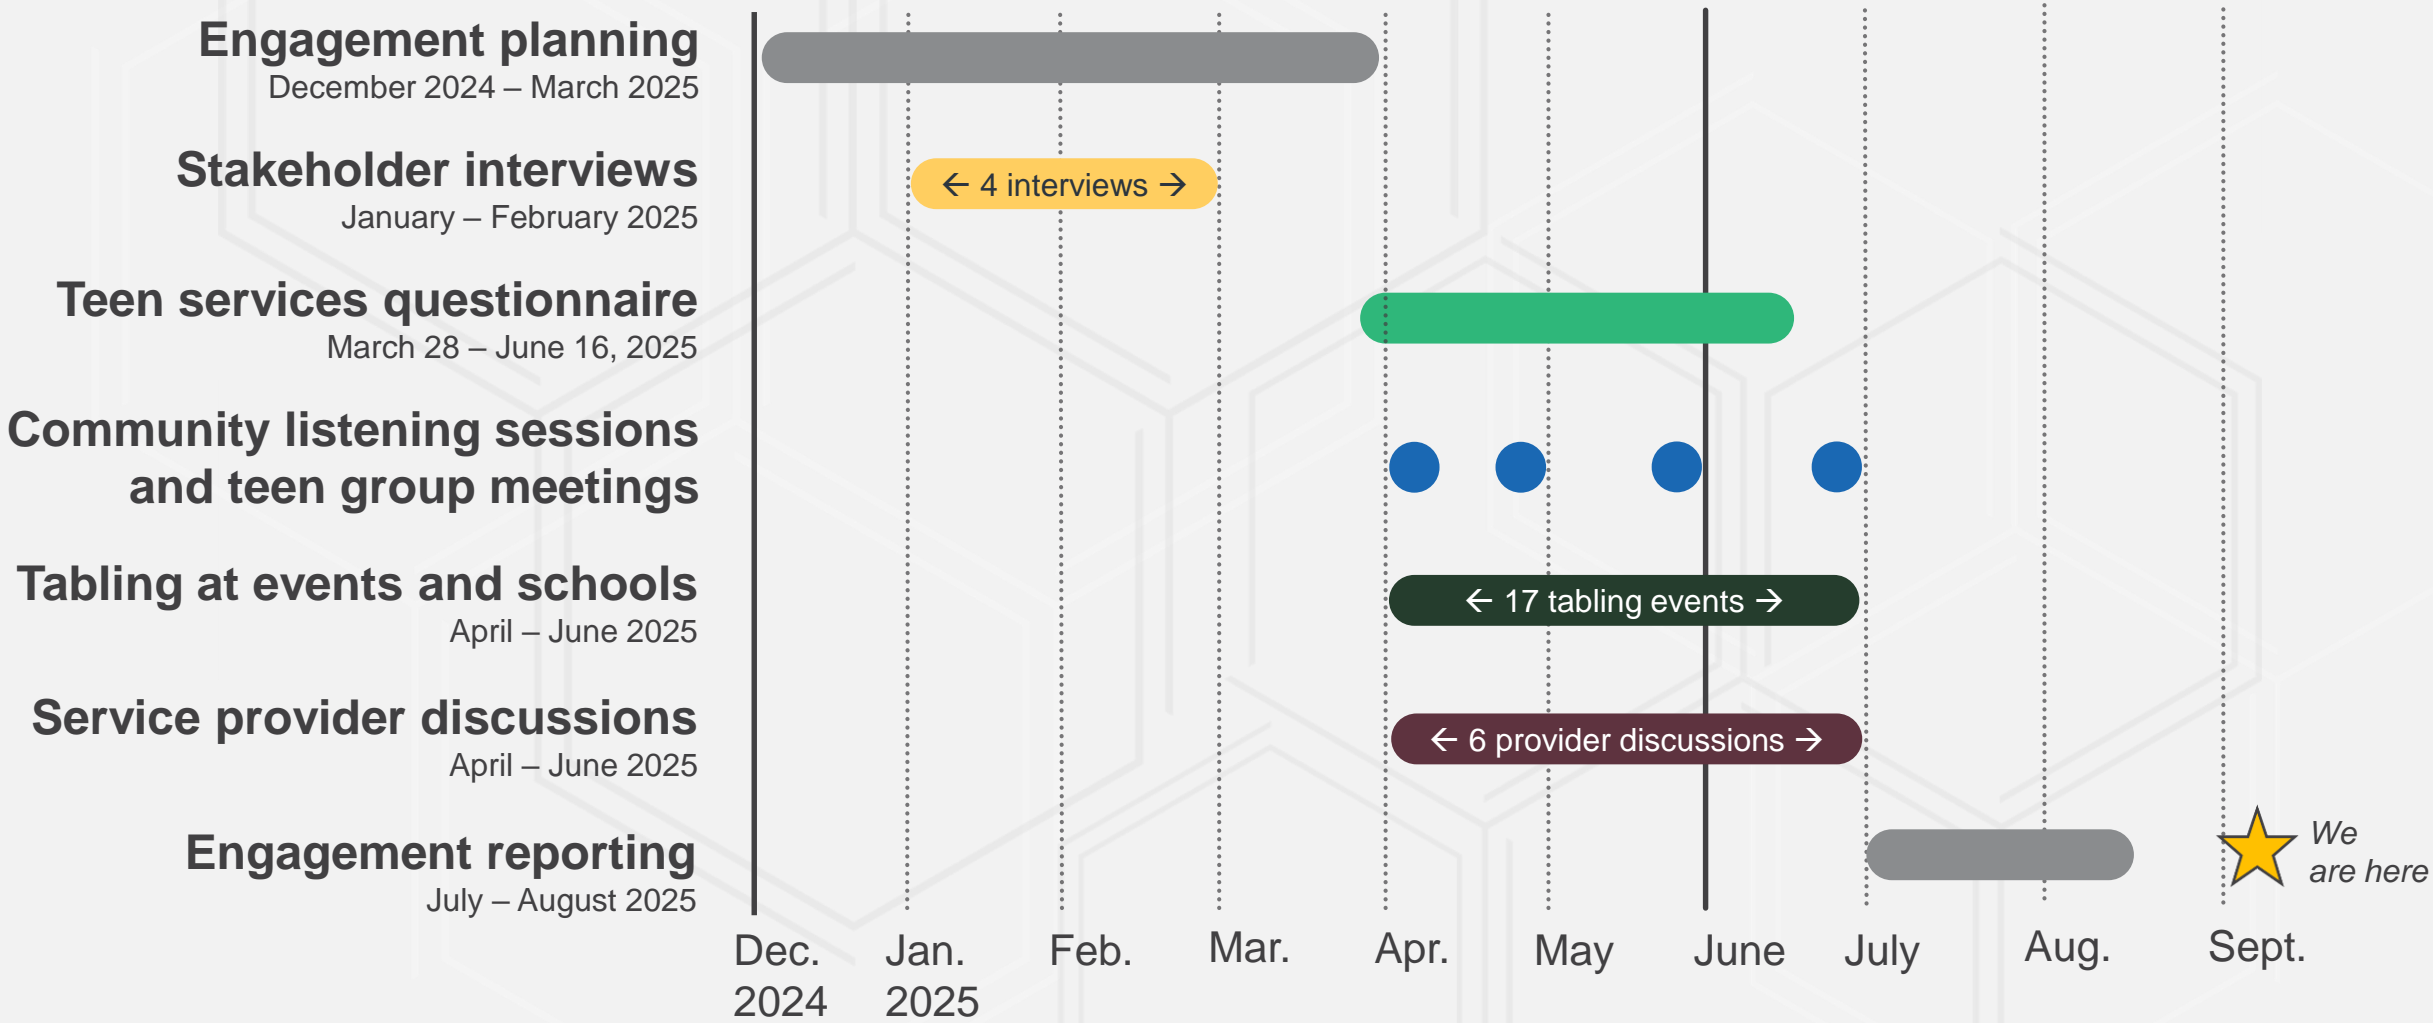 Engagement planning
December 2024 – March 2025
Stakeholder interviews
January – February 2025
← 4 interviews →
Teen services questionnaire
March 28 – June 16, 2025
Community listening sessions
and teen group meetings
Tabling at events and schools
April – June 2025
← 17 tabling events →
Service provider discussions
April – June 2025
← 6 provider discussions →
Engagement reporting
July – August 2025
We
are here
Dec.
2024
Jan.
2025
Feb.
Mar.
Apr.
May
June
July
Aug.
Sept.